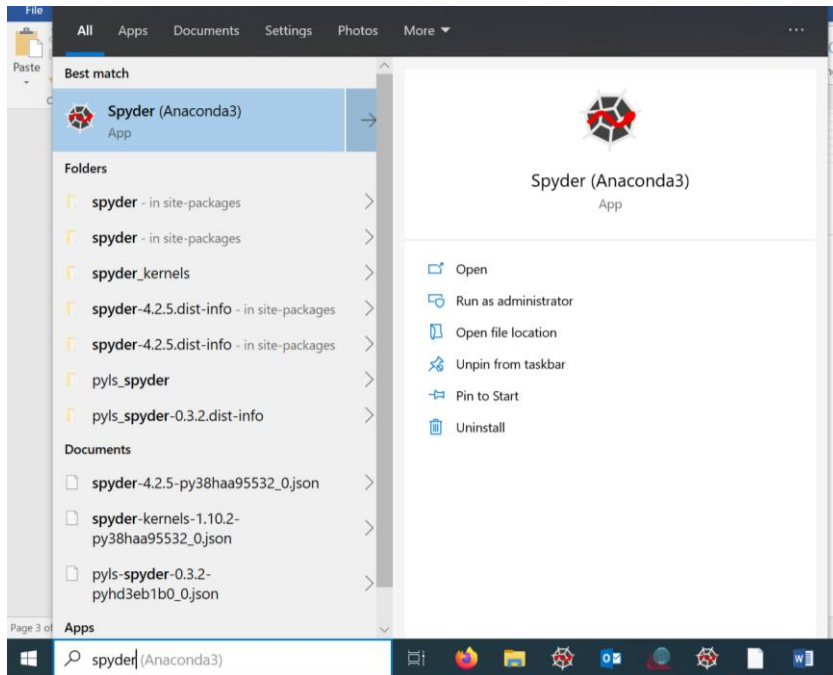 File
All Apps Documents Settings Photos More
Paste
Best match
Spyder (Anaconda3)
App
Folders
spyder - in site-packages
spyder - in site-packages
spyder_kernels
spyder-4.2.5.dist-info - in site-packages
spyder-4.2.5.dist-info - in site-packages
pyls_spyder
pyls_spyder-0.3.2.dist-info
Documents
spyder-4.2.5-py38haa95532_0.json
spyder-kernels-1.10.2-
py38haa95532_0.json
pyls-spyder-0.3.2-
pyhd3eb1b0_0.json
Apps
Spyder (Anaconda3)
App
Open
Run as administrator
Open file location
Unpin from taskbar
Pin to Start
Uninstall
Page 3 of
spyder (Anaconda3)